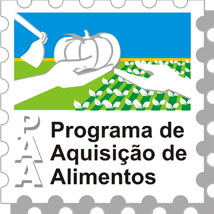 PAA
Programa de
Aquisição de
Alimentos